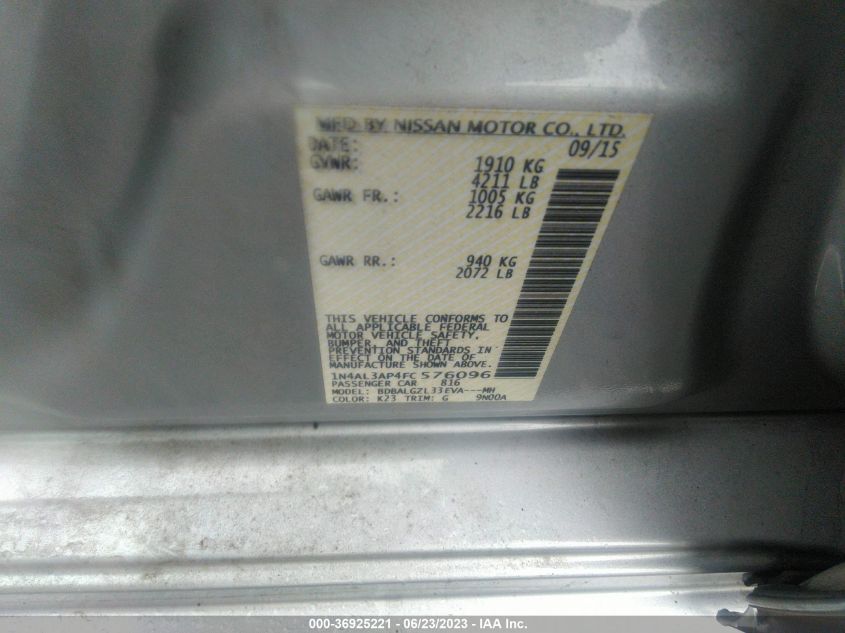 MFD BY NISSAN MOTOR CO., LTD.
DATE: 09/15
GVWR: 1910 KG
4211 LB
GAWR FR.: 1005 KG
2216 LB
GAWR RR.: 940 KG
2072 LB
THIS VEHICLE CONFORMS TO
ALL APPLICABLE FEDERAL
MOTOR VEHICLE SAFETY,
BUMPER, AND THEFT
PREVENTION STANDARDS IN
EFFECT ON THE DATE OF
MANUFACTURE SHOWN ABOVE.
1N4AL3AP4FC576096
PASSENGER CAR 816
MODEL: BDBALGZL33EVA---MH
COLOR: K23 TRIM: G 9N00A
000-36925221 - 06/23/2023 - IAA Inc.